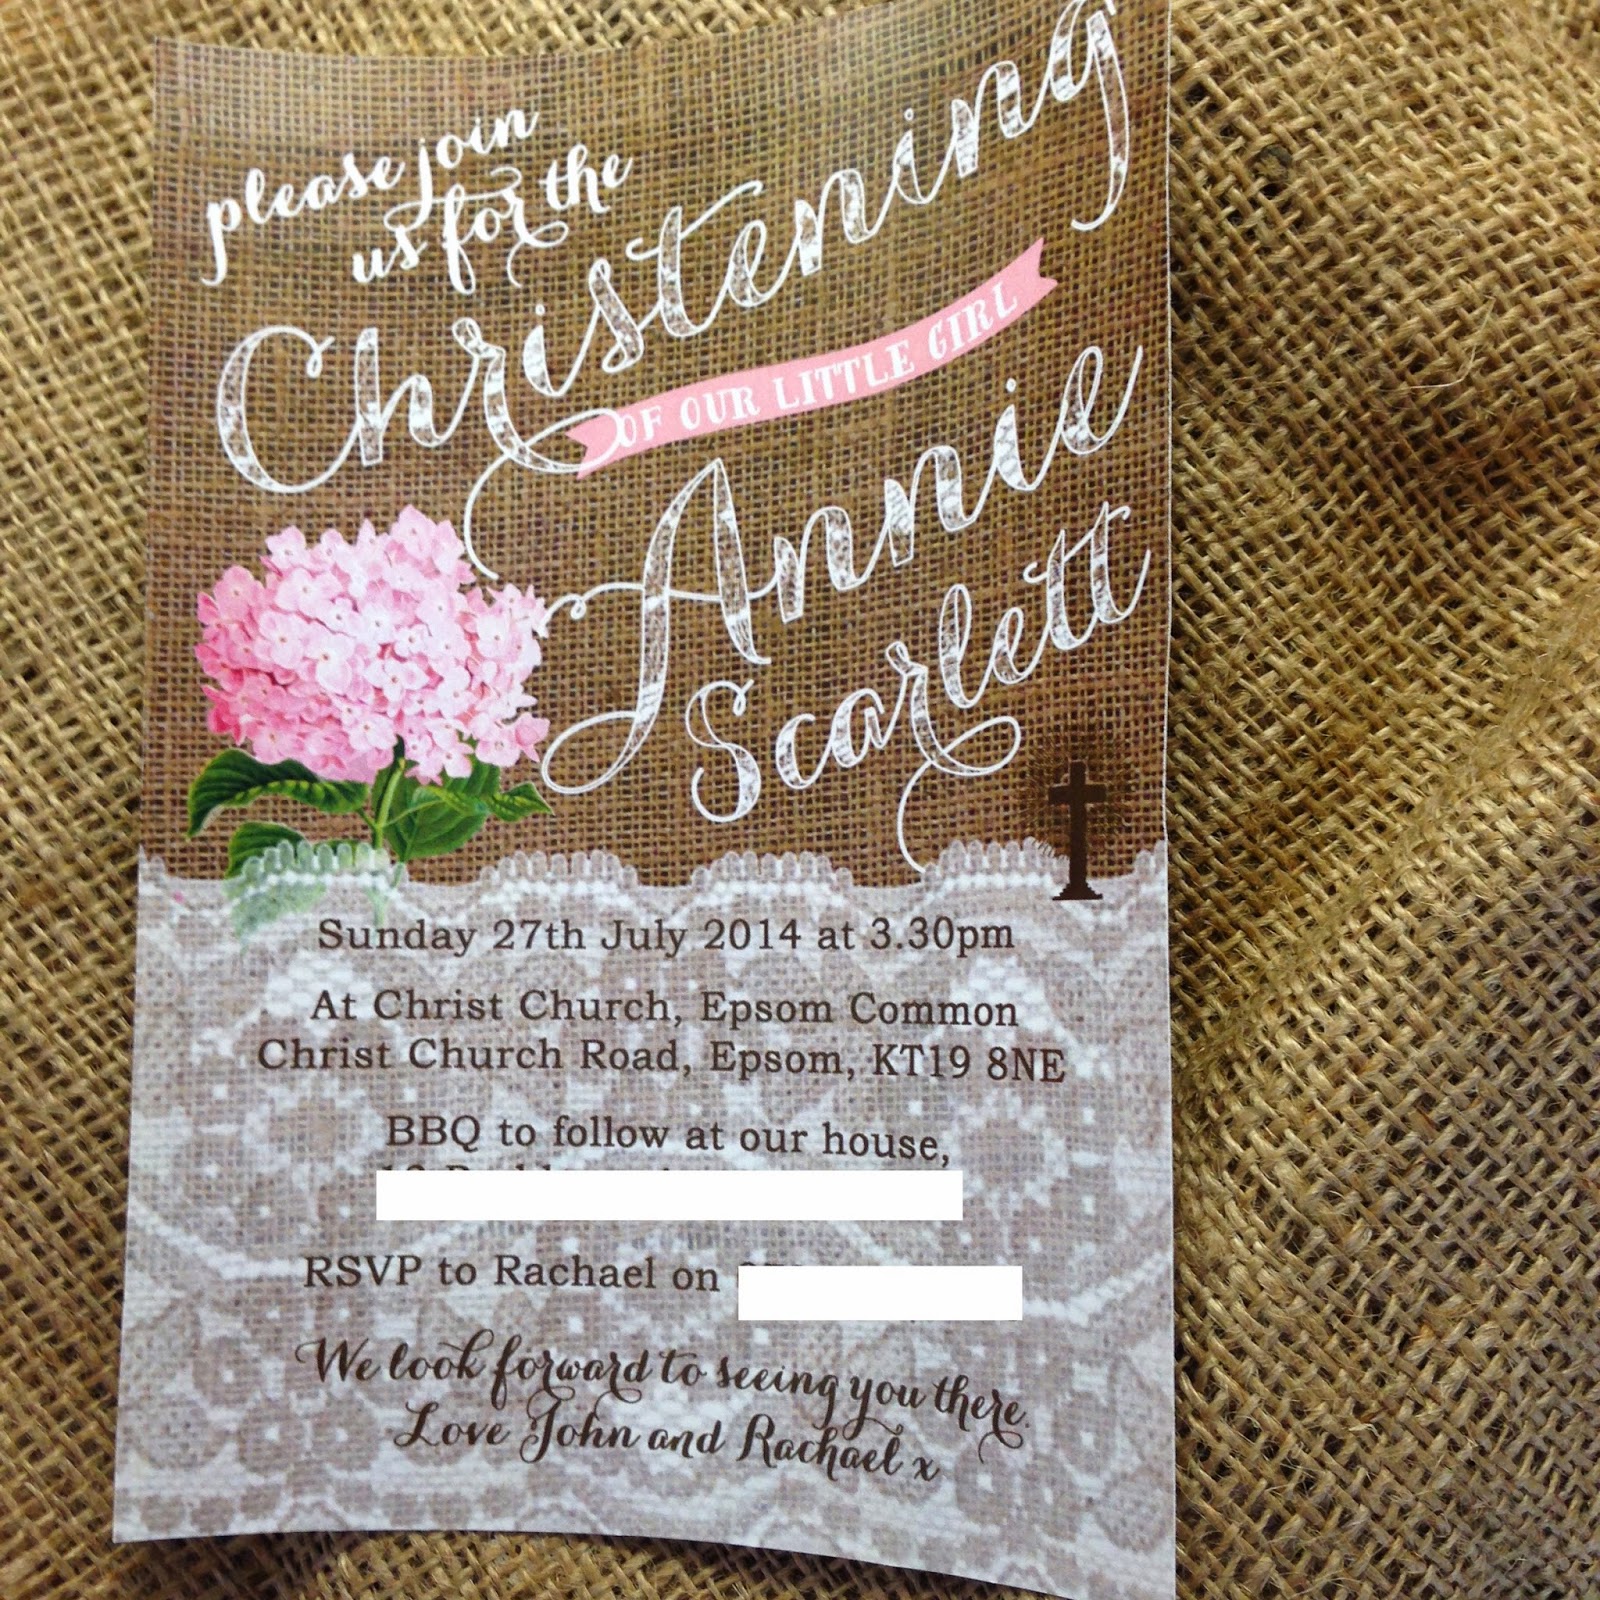 please join
us for the
Christening
OF OUR LITTLE GIRL
Annie
Scarlett
Sunday 27th July 2014 at 3.30pm
At Christ Church, Epsom Common
Christ Church Road, Epsom, KT19 8NE
BBQ to follow at our house,
RSVP to Rachael on
We look forward to seeing you there.
Love John and Rachael x